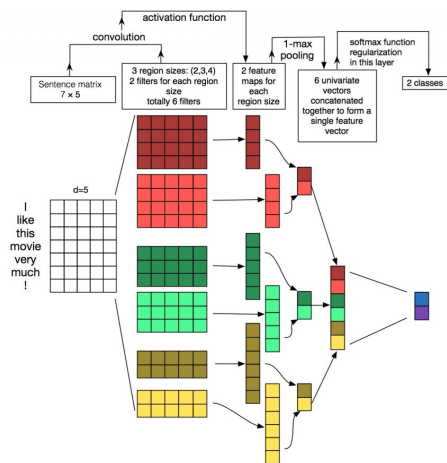 activation function
convolution
1-max
pooling
softmax function
regularization
in this layer
Sentence matrix
7 × 5
3 region sizes: (2,3,4)
2 filters for each region
size
totally 6 filters
2 feature
maps for
each
region size
6 univariate
vectors
concatenated
together to form a
single feature
vector
2 classes
d=5
I
like
this
movie
very
much
!